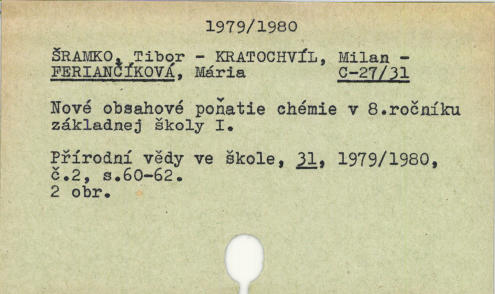 1979/1980
ŠRAMKO, Tibor - KRATOCHVÍL, Milan -
FERIANČÍKOVÁ, Mária C-27/31
Nové obsahové poňatie chémie v 8.ročníku
základnej školy I.
Přírodní vědy ve škole, 31, 1979/1980,
č.2, s.60-62.
2 obr.